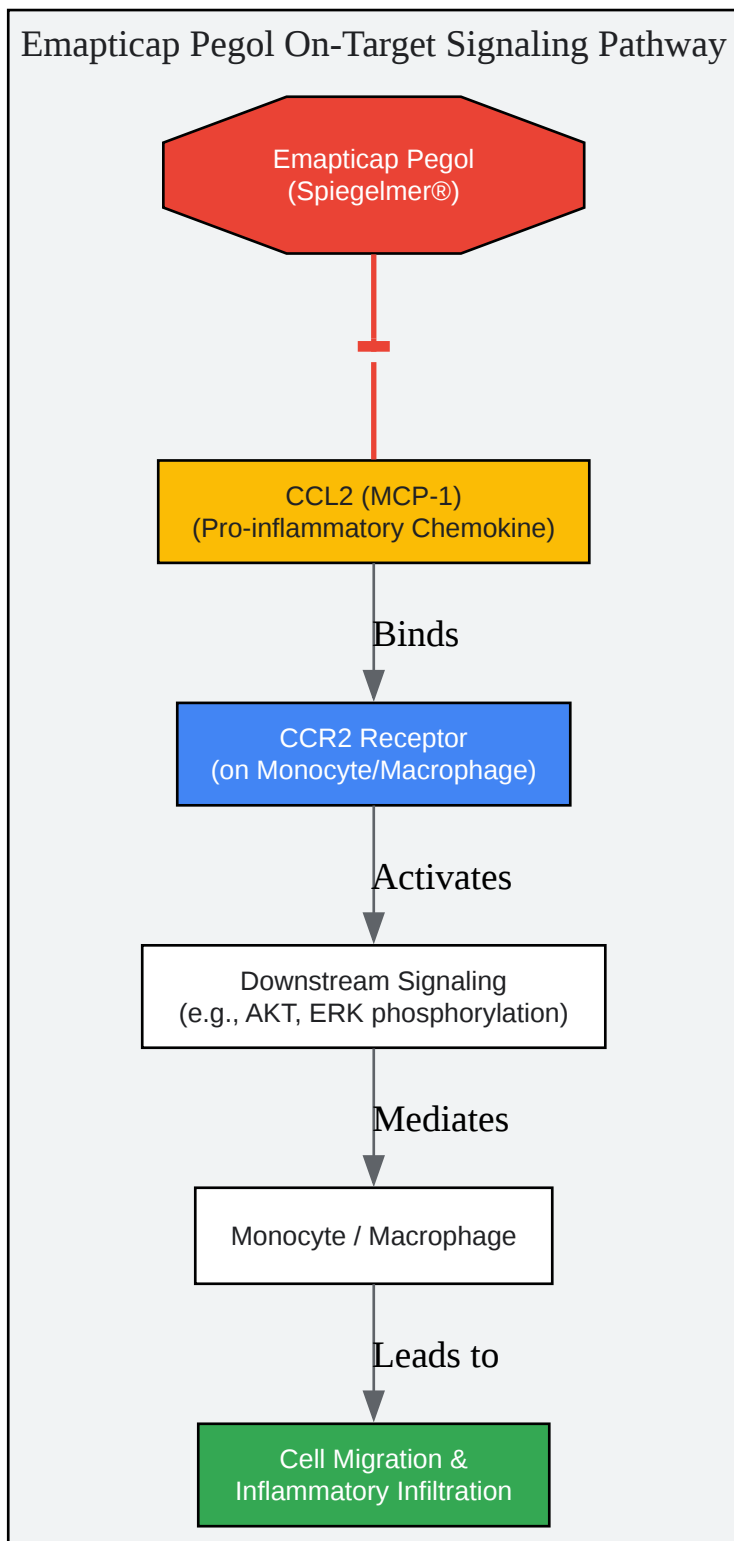 Emapticap Pegol On-Target Signaling Pathway
Emapticap Pegol
(Spiegelmer®)
CCL2 (MCP-1)
(Pro-inflammatory Chemokine)
Binds
CCR2 Receptor
(on Monocyte/Macrophage)
Activates
Downstream Signaling
(e.g., AKT, ERK phosphorylation)
Mediates
Monocyte / Macrophage
Leads to
Cell Migration &
Inflammatory Infiltration